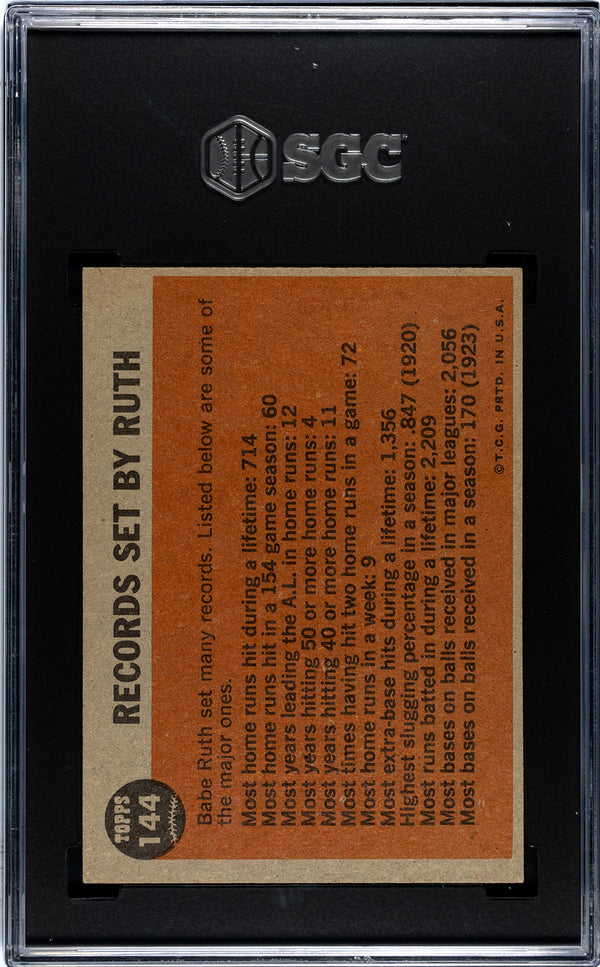 SGC
RECORDS SET BY RUTH
TOPPS
144
Babe Ruth set many records. Listed below are some of
the major ones.
Most home runs hit during a lifetime: 714
Most home runs hit in a 154 game season: 60
Most years leading the A.L. in home runs: 12
Most years hitting 50 or more home runs: 4
Most years hitting 40 or more home runs: 11
Most times having hit two home runs in a game: 72
Most home runs in a week: 9
Most extra-base hits during a lifetime: 1,356
Highest slugging percentage in a season: .847 (1920)
Most runs batted in during a lifetime: 2,209
Most bases on balls received in major leagues: 2,056
Most bases on balls received in a season: 170 (1923)
© T.C.G. PRTD. IN U.S.A.